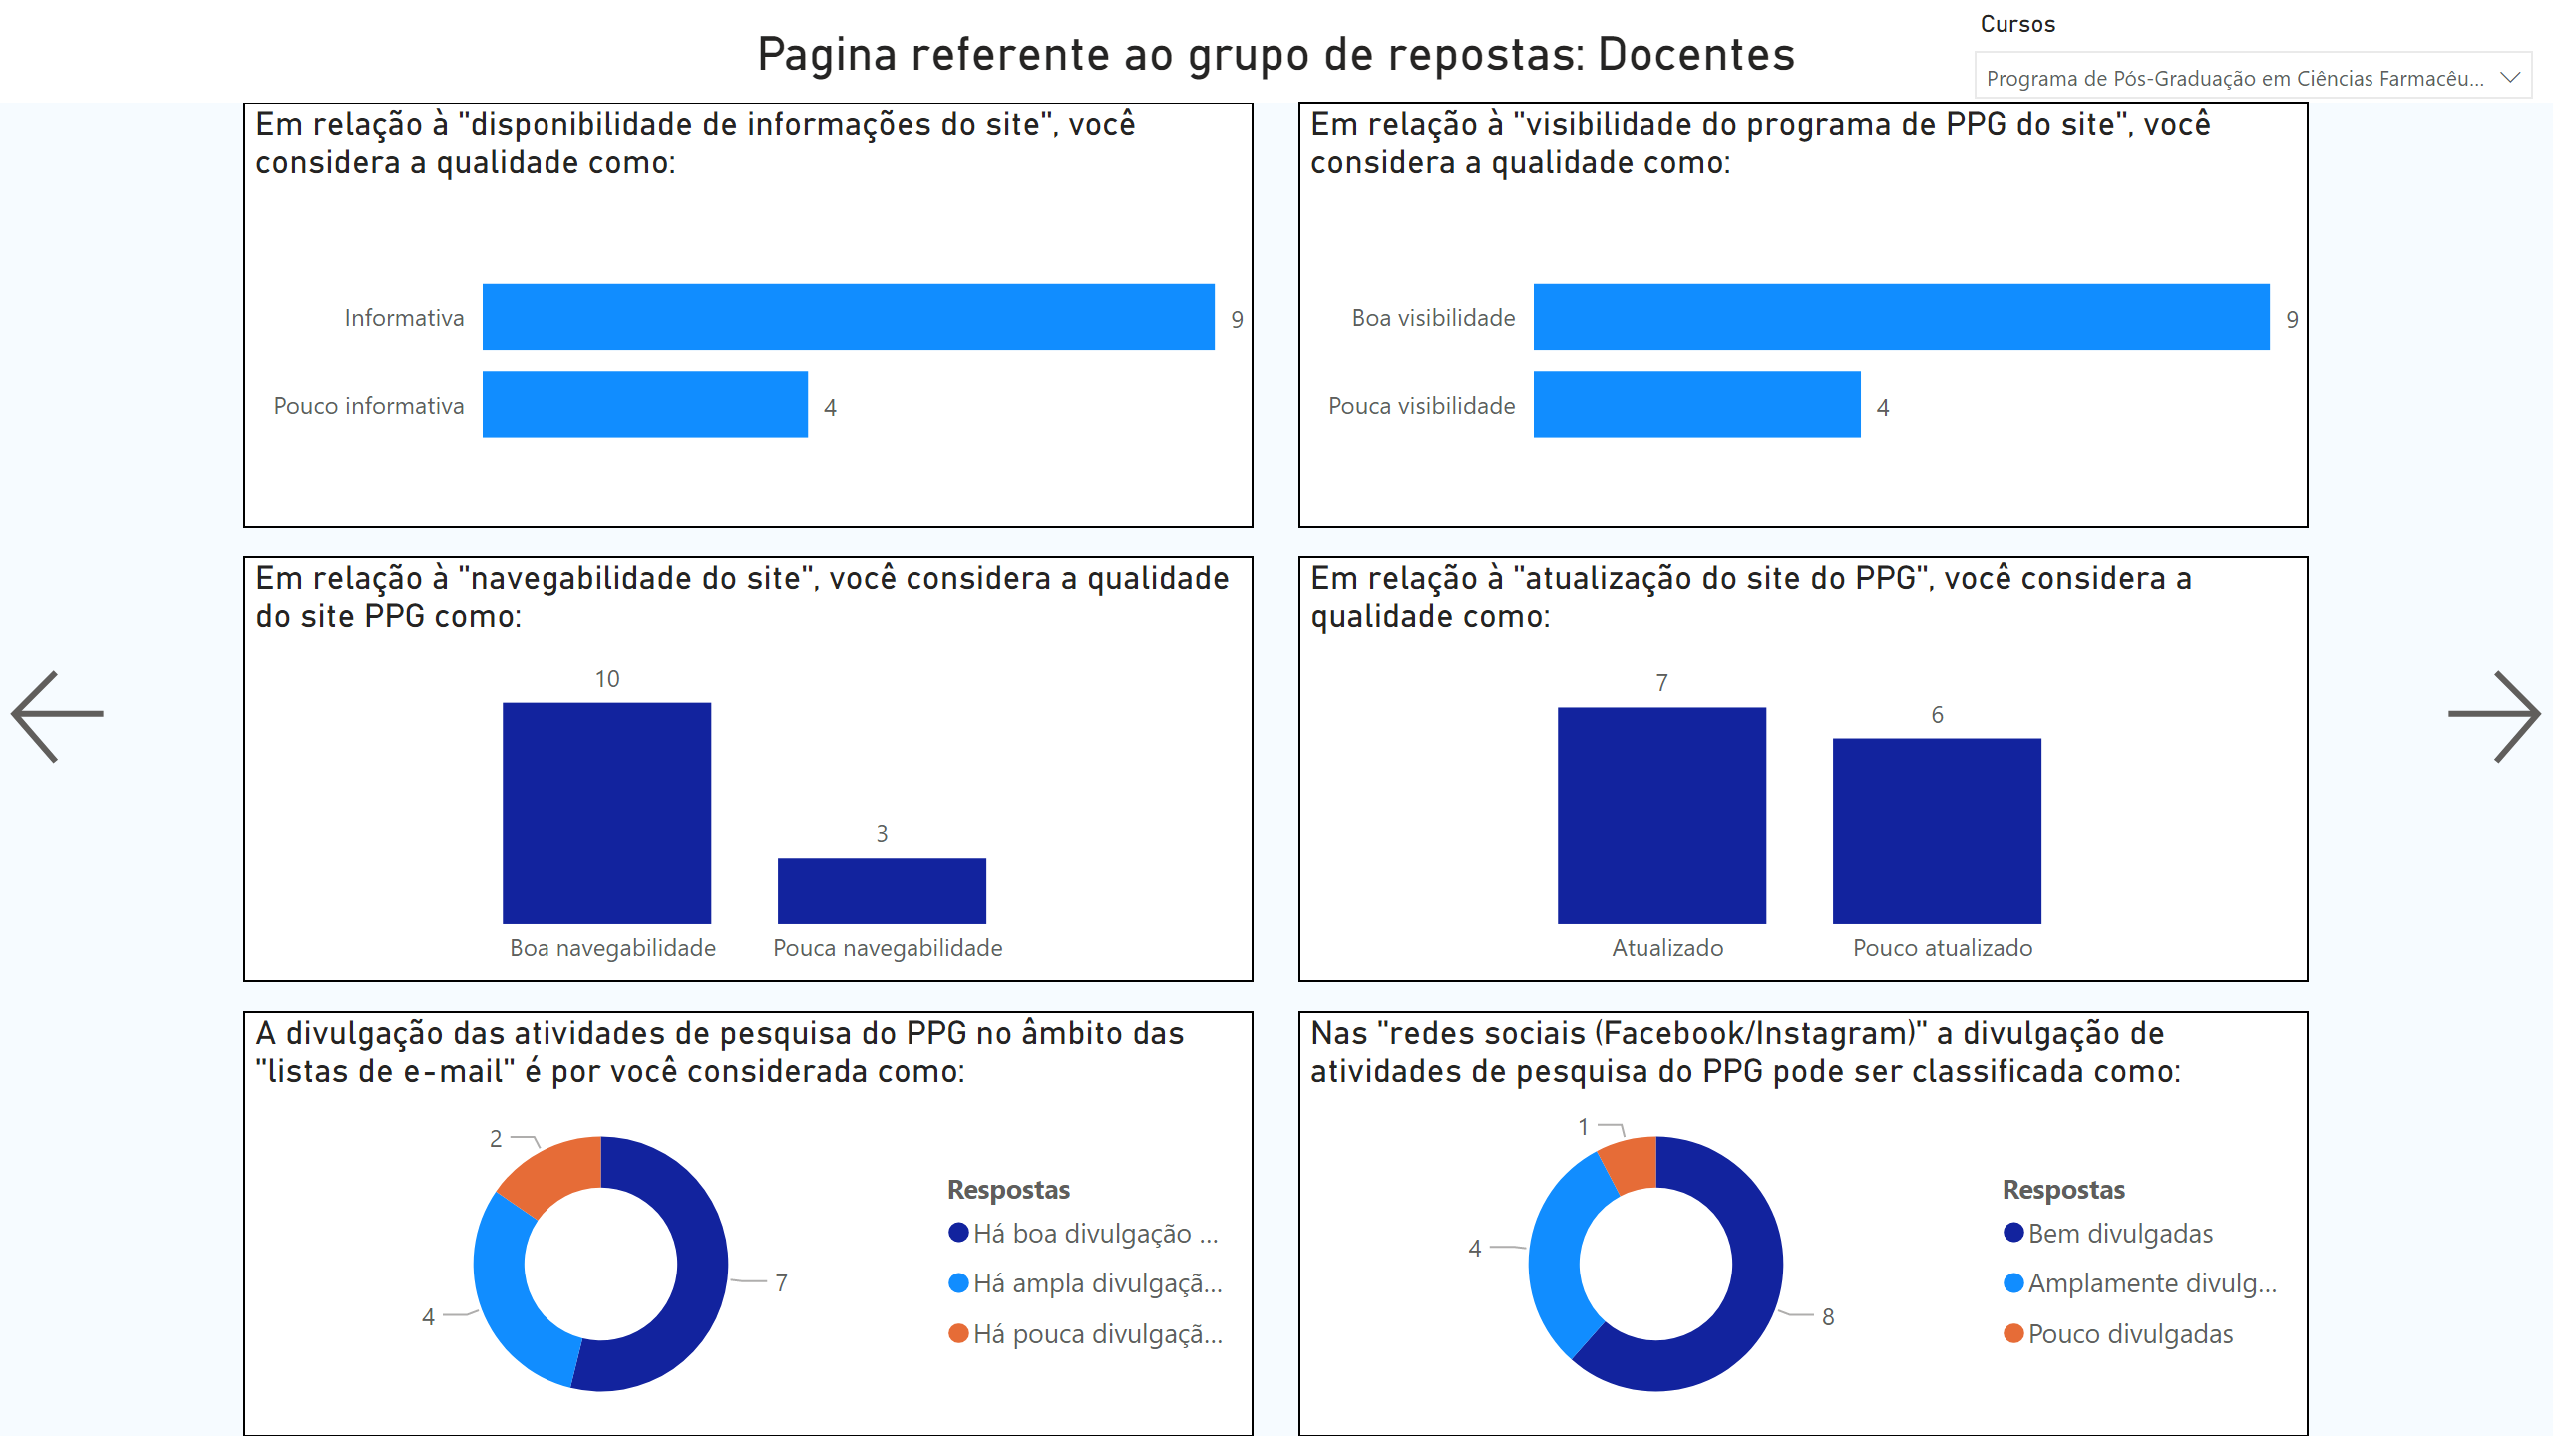 Pagina referente ao grupo de repostas: Docentes
Cursos
Programa de Pós-Graduação em Ciências Farmacêu...
Em relação à "disponibilidade de informações do site", você
considera a qualidade como:
Informativa
9
Pouco informativa
4
Em relação à "visibilidade do programa de PPG do site", você
considera a qualidade como:
Boa visibilidade
9
Pouca visibilidade
4
Em relação à "navegabilidade do site", você considera a qualidade
do site PPG como:
10
3
Boa navegabilidade
Pouca navegabilidade
Em relação à "atualização do site do PPG", você considera a
qualidade como:
7
6
Atualizado
Pouco atualizado
A divulgação das atividades de pesquisa do PPG no âmbito das
"listas de e-mail" é por você considerada como:
2
4
7
Respostas
Há boa divulgação ...
Há ampla divulgaçã...
Há pouca divulgaçã...
Nas "redes sociais (Facebook/Instagram)" a divulgação de
atividades de pesquisa do PPG pode ser classificada como:
1
4
8
Respostas
Bem divulgadas
Amplamente divulg...
Pouco divulgadas